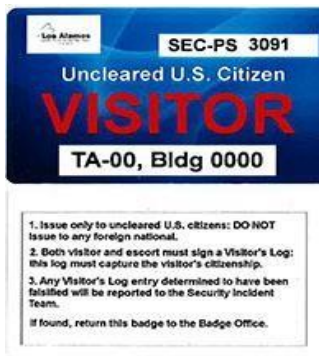 Los Alamos
SEC-PS 3091
Uncleared U.S. Citizen
VISITOR
TA-00, Bldg 0000
1. Issue only to uncleared U.S. citizens: DO NOT
issue to any foreign national.
2. Both visitor and escort must sign a Visitor's Log:
this log must capture the visitor's citizenship.
3. Any Visitor's Log entry determined to have been
falsified will be reported to the Security Incident
Team.
If found, return this badge to the Badge Office.